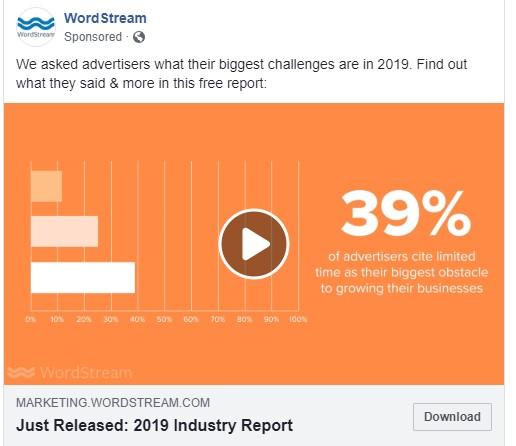 WordStream
WordStream
Sponsored ·
We asked advertisers what their biggest challenges are in 2019. Find out
what they said & more in this free report:
39%
of advertisers cite limited
time as their biggest obstacle
to growing their businesses
0% 10% 20% 30% 40% 50% 60% 70% 80% 90% 100%
WordStream
MARKETING.WORDSTREAM.COM
Just Released: 2019 Industry Report
Download